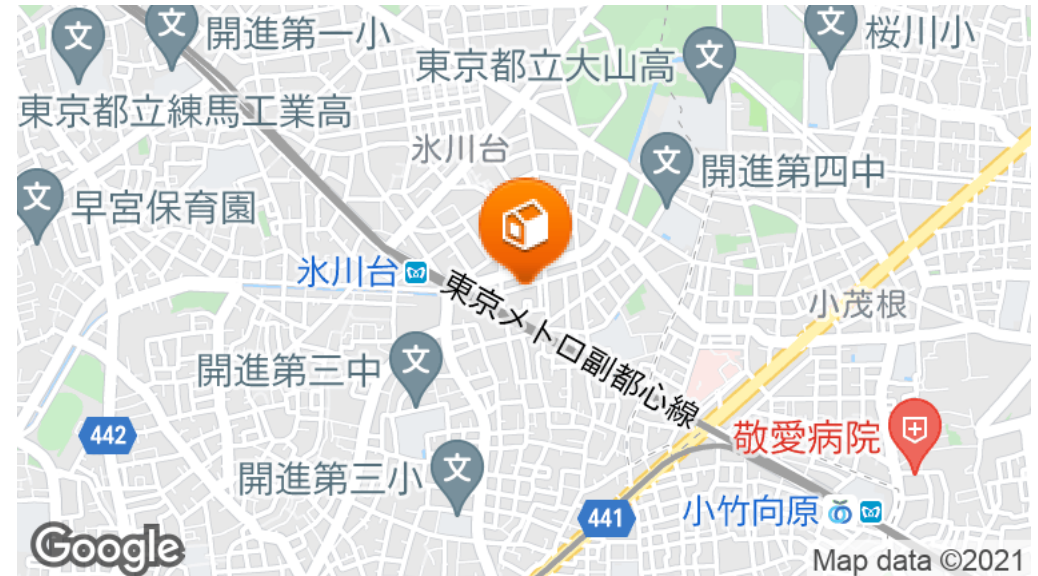 開進第一小
桜川小
東京都立大山高
東京都立練馬工業高
氷川台
開進第四中
早宮保育園
氷川台
東京メトロ副都心線
小茂根
開進第三中
442
敬愛病院
開進第三小
441
小竹向原
Google
Map data ©2021